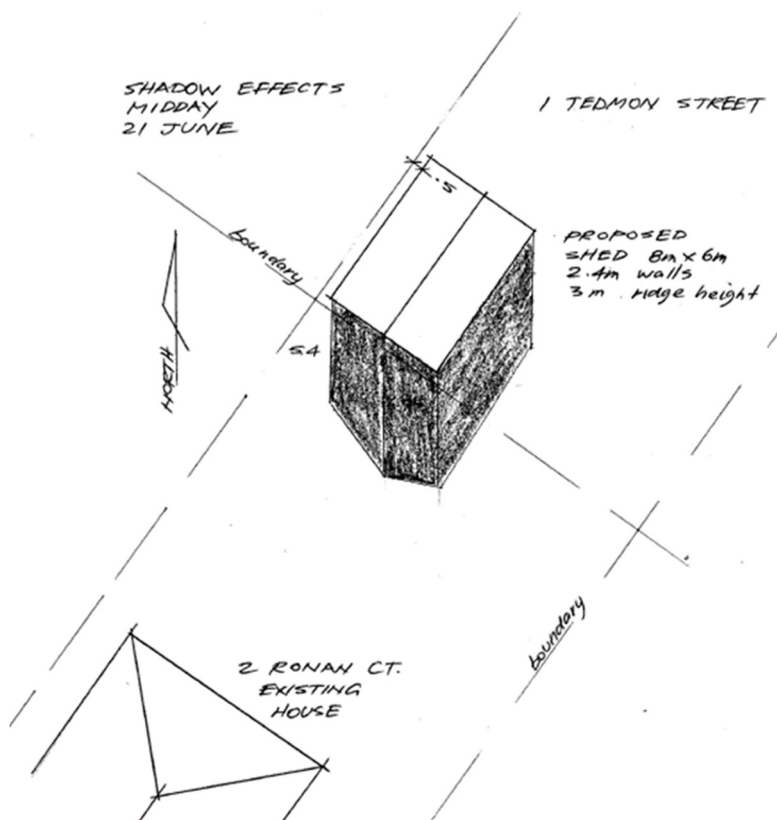 SHADOW EFFECTS
MIDDAY
21 JUNE
1 TEDMON STREET
.5
boundary
PROPOSED
SHED 8m x 6m
2.4m walls
3m ridge height
5.4
NORTH
boundary
2 RONAN CT.
EXISTING
HOUSE